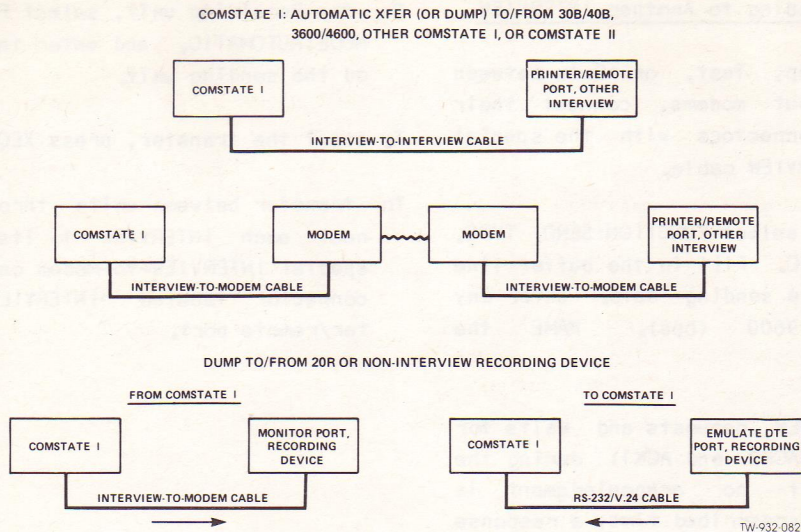 COMSTATE I: AUTOMATIC XFER (OR DUMP) TO/FROM 30B/40B,
3600/4600, OTHER COMSTATE I, OR COMSTATE II
COMSTATE I
PRINTER/REMOTE
PORT, OTHER
INTERVIEW
INTERVIEW-TO-INTERVIEW CABLE
COMSTATE I
MODEM
MODEM
PRINTER/REMOTE
PORT, OTHER
INTERVIEW
INTERVIEW-TO-MODEM CABLE
INTERVIEW-TO-MODEM CABLE
DUMP TO/FROM 20R OR NON-INTERVIEW RECORDING DEVICE
FROM COMSTATE I
COMSTATE I
MONITOR PORT,
RECORDING
DEVICE
INTERVIEW-TO-MODEM CABLE
TO COMSTATE I
COMSTATE I
EMULATE DTE
PORT, RECORDING
DEVICE
RS-232/V.24 CABLE
TW-932-082